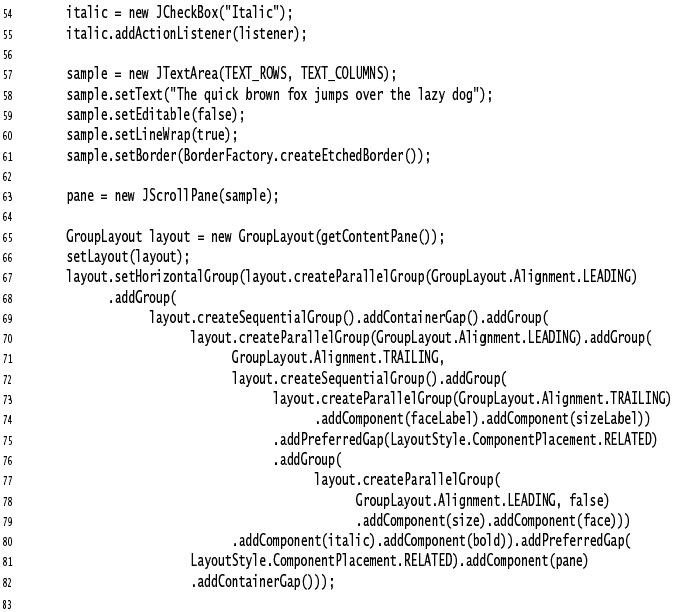 54 italic = new JCheckBox("Italic");
55 italic.addActionListener(listener);
56
57 sample = new JTextArea(TEXT_ROWS, TEXT_COLUMNS);
58 sample.setText("The quick brown fox jumps over the lazy dog");
59 sample.setEditable(false);
60 sample.setLineWrap(true);
61 sample.setBorder(BorderFactory.createEtchedBorder());
62
63 pane = new JScrollPane(sample);
64
65 GroupLayout layout = new GroupLayout(getContentPane());
66 setLayout(layout);
67 layout.setHorizontalGroup(layout.createParallelGroup(GroupLayout.Alignment.LEADING)
68 .addGroup(
69 layout.createSequentialGroup().addContainerGap().addGroup(
70 layout.createParallelGroup(GroupLayout.Alignment.LEADING).addGroup(
71 GroupLayout.Alignment.TRAILING,
72 layout.createSequentialGroup().addGroup(
73 layout.createParallelGroup(GroupLayout.Alignment.TRAILING)
74 .addComponent(faceLabel).addComponent(sizeLabel))
75 .addPreferredGap(LayoutStyle.ComponentPlacement.RELATED)
76 .addGroup(
77 layout.createParallelGroup(
78 GroupLayout.Alignment.LEADING, false)
79 .addComponent(size).addComponent(face)))
80 .addComponent(italic).addComponent(bold)).addPreferredGap(
81 LayoutStyle.ComponentPlacement.RELATED).addComponent(pane)
82 .addContainerGap()));
83